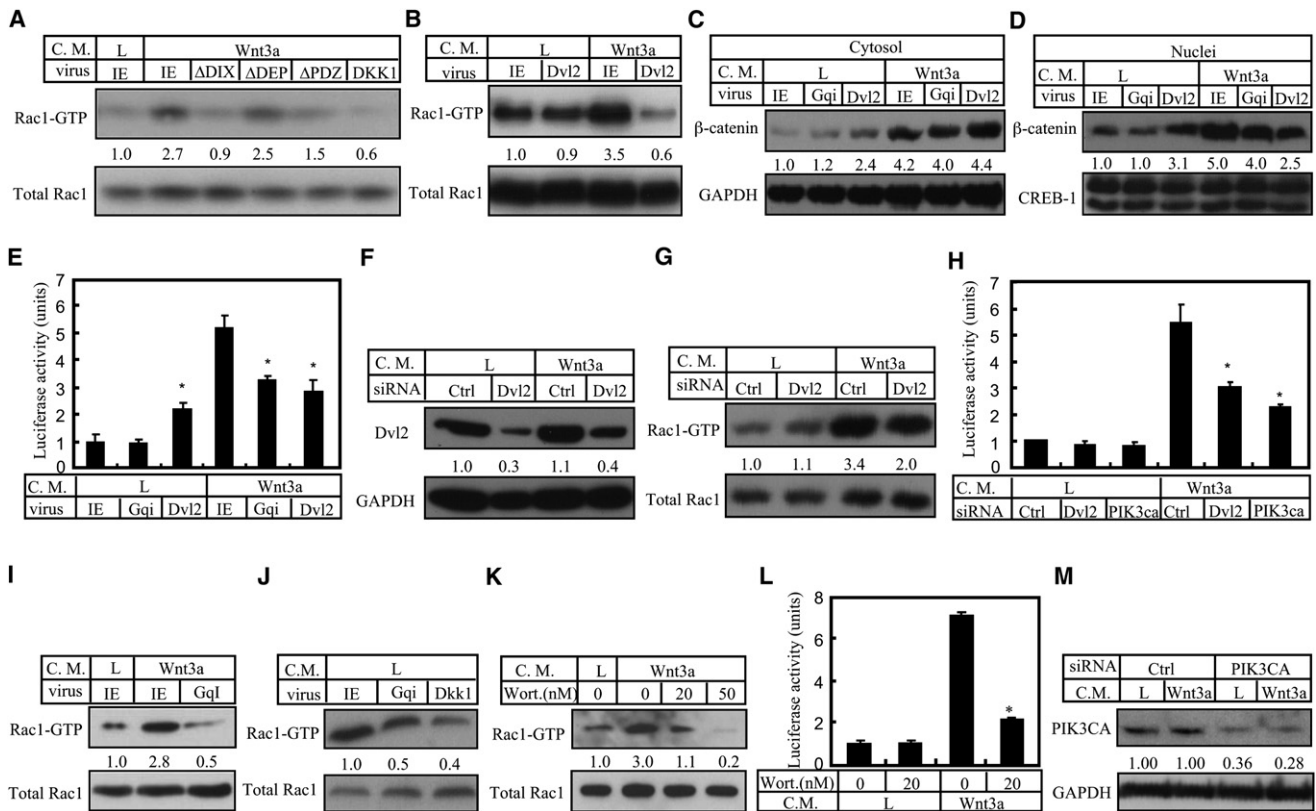 A
C. M. L Wnt3a
virus IE IE ΔDIX ΔDEP ΔPDZ DKK1
Rac1-GTP
1.0 2.7 0.9 2.5 1.5 0.6
Total Rac1
B
C. M. L Wnt3a
virus IE Dvl2 IE Dvl2
Rac1-GTP
1.0 0.9 3.5 0.6
Total Rac1
C
Cytosol
C. M. L Wnt3a
virus IE Gqi Dvl2 IE Gqi Dvl2
β-catenin
1.0 1.2 2.4 4.2 4.0 4.4
GAPDH
D
Nuclei
C. M. L Wnt3a
virus IE Gqi Dvl2 IE Gqi Dvl2
β-catenin
1.0 1.0 3.1 5.0 4.0 2.5
CREB-1
E
Luciferase activity (units)
7
6
5
4
3
2
1
0
* * *
C. M. L Wnt3a
virus IE Gqi Dvl2 IE Gqi Dvl2
F
C. M. L Wnt3a
siRNA Ctrl Dvl2 Ctrl Dvl2
Dvl2
1.0 0.3 1.1 0.4
GAPDH
G
C. M. L Wnt3a
siRNA Ctrl Dvl2 Ctrl Dvl2
Rac1-GTP
1.0 1.1 3.4 2.0
Total Rac1
H
Luciferase activity (units)
7
6
5
4
3
2
1
0
* *
C. M. L Wnt3a
siRNA Ctrl Dvl2 PIK3ca Ctrl Dvl2 PIK3ca
I
C. M. L Wnt3a
virus IE IE GqI
Rac1-GTP
1.0 2.8 0.5
Total Rac1
J
C.M. L
virus IE Gqi Dkk1
Rac1-GTP
1.0 0.5 0.4
Total Rac1
K
C. M. L Wnt3a
Wort.(nM) 0 0 20 50
Rac1-GTP
1.0 3.0 1.1 0.2
Total Rac1
L
Luciferase activity (units)
8
6
4
2
0
*
Wort.(nM) 0 20 0 20
C.M. L Wnt3a
M
siRNA Ctrl PIK3CA
C.M. L Wnt3a L Wnt3a
PIK3CA
1.00 1.00 0.36 0.28
GAPDH